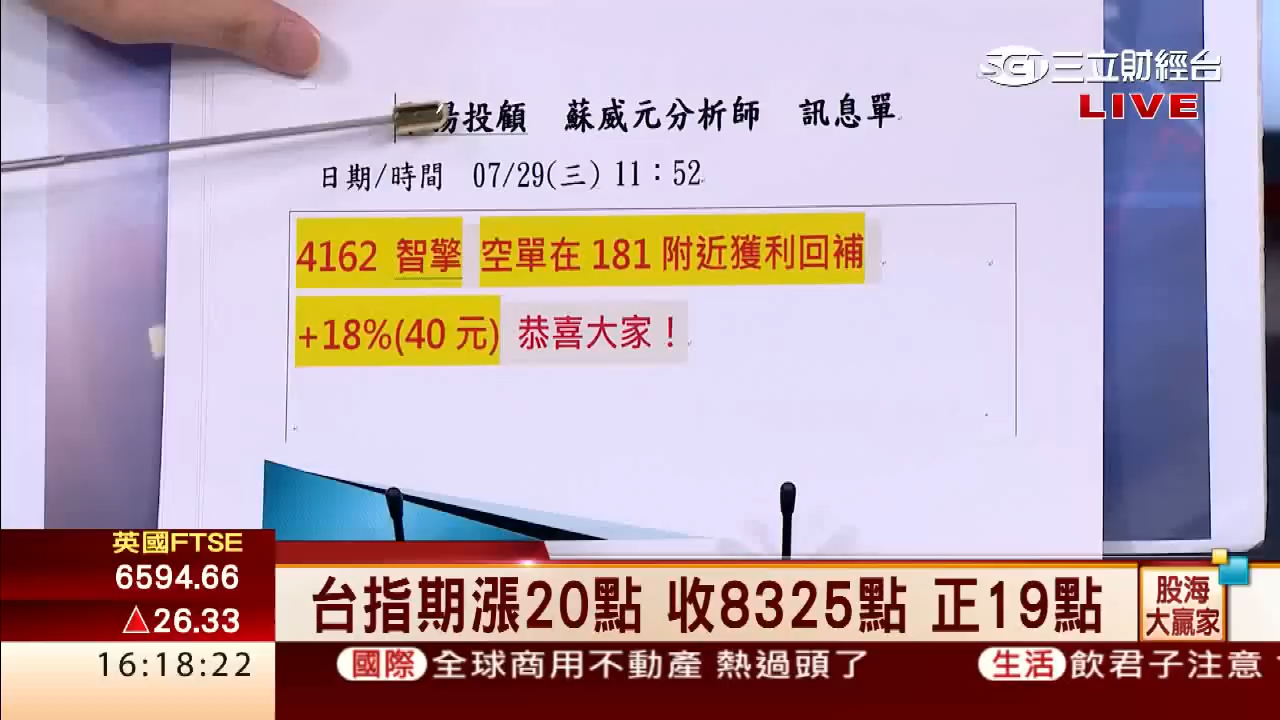 SET 三立財經台
LIVE
投顧 蘇威元分析師 訊息單
日期/時間 07/29(三) 11:52
4162 智擎 空單在 181 附近獲利回補
+18%(40 元) 恭喜大家!
英國FTSE
6594.66
△26.33
16:18:22
台指期漲20點 收8325點 正19點
股海
大贏家
國際 全球商用不動產 熱過頭了
生活 飲君子注意